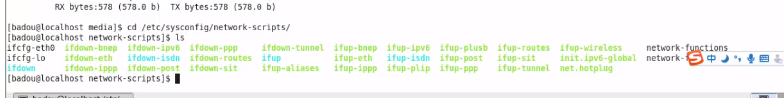 RX bytes:578 (578.0 b)  TX bytes:578 (578.0 b)
[badou@localhost media]$ cd /etc/sysconfig/network-scripts/
[badou@localhost network-scripts]$ ls
ifcfg-eth0  ifdown-bnep  ifdown-ipv6  ifdown-ppp  ifdown-tunnel  ifup-bnep  ifup-ipv6  ifup-plusb  ifup-routes  ifup-wireless  network-functions
ifcfg-lo  ifdown-eth  ifdown-isdn  ifdown-routes  ifup  ifup-eth  ifup-isdn  ifup-post  ifup-sit  init.ipv6-global  network-
ifdown  ifdown-ippp  ifdown-post  ifdown-sit  ifup-aliases  ifup-ippp  ifup-plip  ifup-ppp  ifup-tunnel  net.hotplug
[badou@localhost network-scripts]$
中